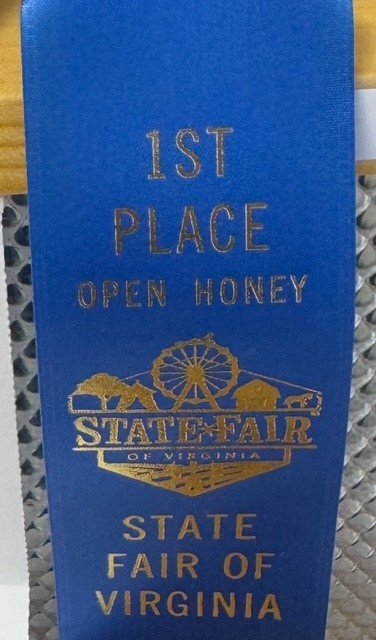 1ST
PLACE
OPEN HONEY
STATE FAIR
OF VIRGINIA
STATE
FAIR OF
VIRGINIA